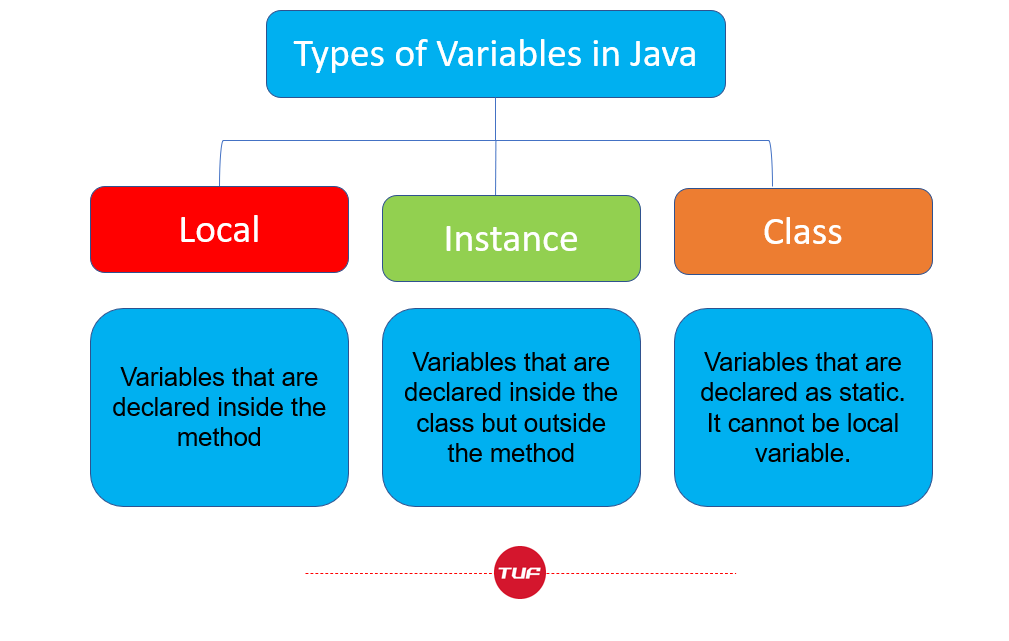 Types of Variables in Java
Local
Instance
Class
Variables that are
declared inside the
method
Variables that are
declared inside the
class but outside
the method
Variables that are
declared as static.
It cannot be local
variable.
TUF